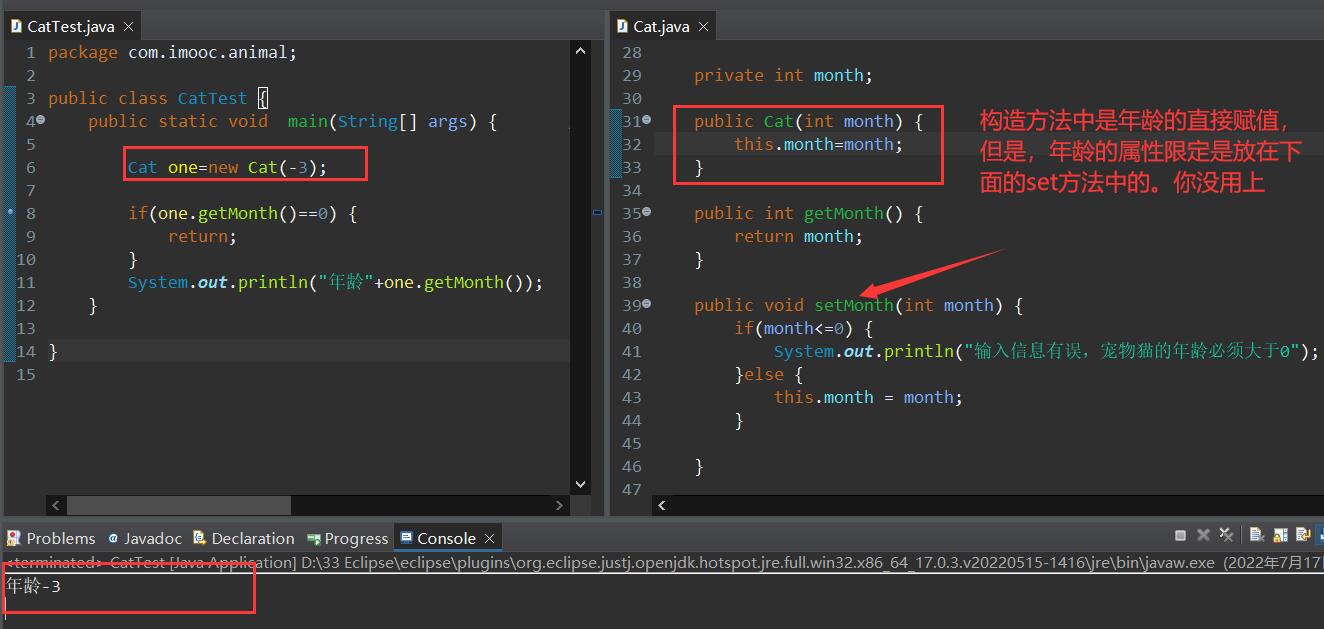 CatTest.java
1 package com.imooc.animal;
2
3 public class CatTest {
4 public static void main(String[] args) {
5
6 Cat one=new Cat(-3);
7
8 if(one.getMonth()==0) {
9 return;
10 }
11 System.out.println("年龄"+one.getMonth());
12 }
13
14 }
15
Cat.java
28
29 private int month;
30
31 public Cat(int month) {
32 this.month=month;
33 }
34
35 public int getMonth() {
36 return month;
37 }
38
39 public void setMonth(int month) {
40 if(month<=0) {
41 System.out.println("输入信息有误，宠物猫的年龄必须大于0");
42 }else {
43 this.month = month;
44 }
45
46 }
47
构造方法中是年龄的直接赋值，
但是，年龄的属性限定是放在下
面的set方法中的。你没用上
Problems Javadoc Declaration Progress Console
<terminated> CatTest [Java Application] D:\33 Eclipse\eclipse\plugins\org.eclipse.justj.openjdk.hotspot.jre.full.win32.x86_64_17.0.3.v20220515-1416\jre\bin\javaw.exe (2022年7月17
年龄-3